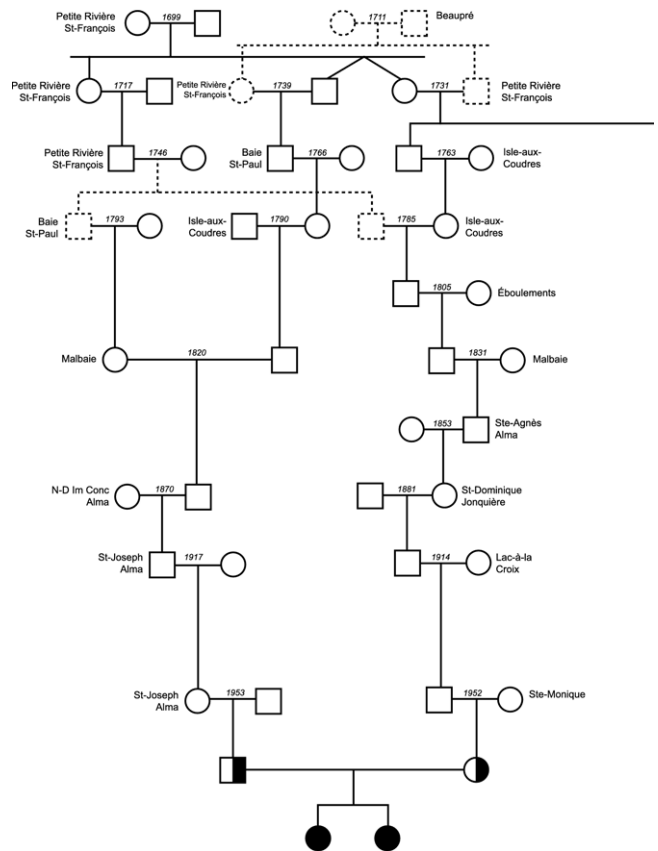 Petite Rivière
St-François
1699
1711
Beaupré
Petite Rivière
St-François
1717
Petite Rivière
St-François
1739
1731
Petite Rivière
St-François
Petite Rivière
St-François
1746
Baie
St-Paul
1766
1763
Isle-aux-
Coudres
Baie
St-Paul
1793
Isle-aux-
Coudres
1790
1785
Isle-aux-
Coudres
1805
Éboulements
Malbaie
1820
1831
Malbaie
1853
Ste-Agnès
Alma
N-D Im Conc
Alma
1870
1881
St-Dominique
Jonquière
St-Joseph
Alma
1917
1914
Lac-à-la
Croix
St-Joseph
Alma
1953
1952
Ste-Monique